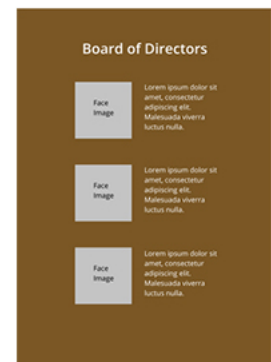 Board of Directors
Face
Image
Lorem ipsum dolor sit
amet, consectetur
adipiscing elit.
Malesuada viverra
luctus nulla.
Face
Image
Lorem ipsum dolor sit
amet, consectetur
adipiscing elit.
Malesuada viverra
luctus nulla.
Face
Image
Lorem ipsum dolor sit
amet, consectetur
adipiscing elit.
Malesuada viverra
luctus nulla.